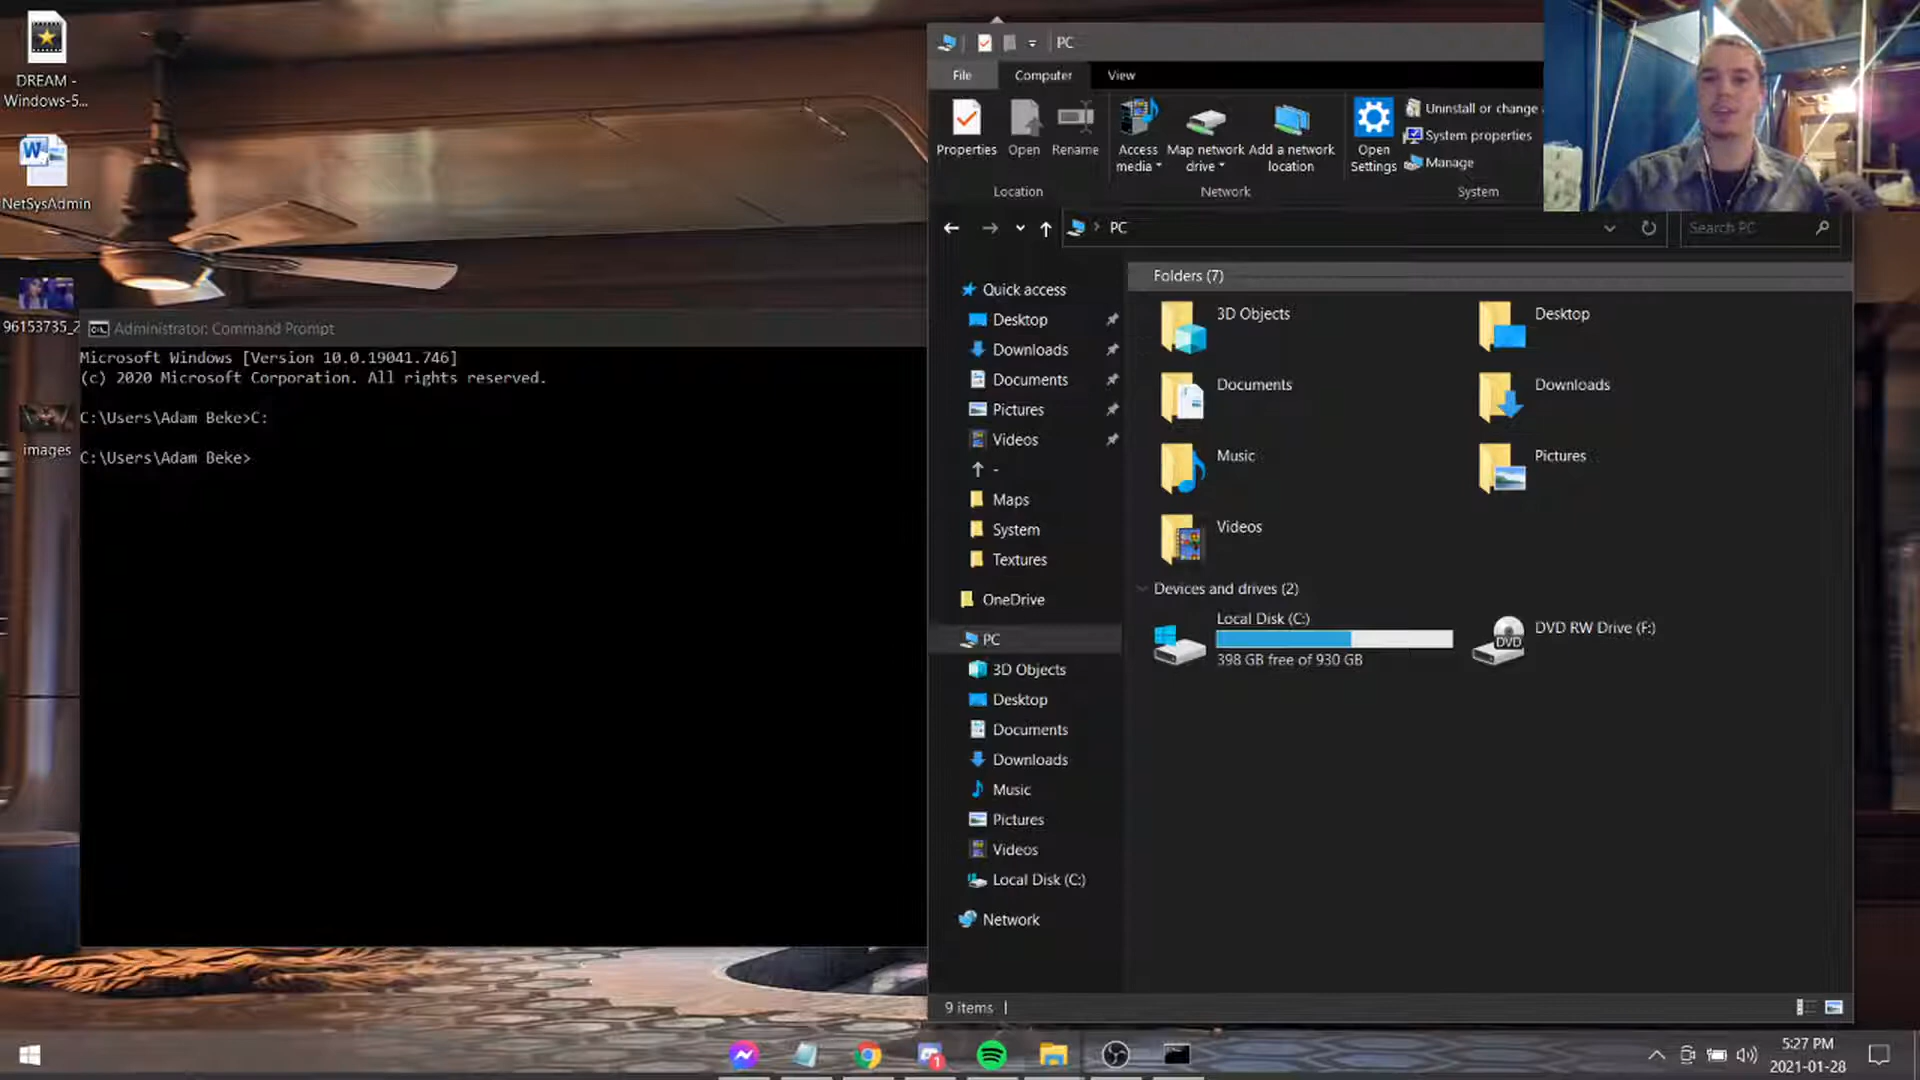 DREAM -
Windows-5...
NetSysAdmin
96153735_2
images
Administrator: Command Prompt
Microsoft Windows [Version 10.0.19041.746]
(c) 2020 Microsoft Corporation. All rights reserved.
C:\Users\Adam Beke>C:
C:\Users\Adam Beke>
PC
File
Computer
View
Properties
Open
Rename
Access
media
Map network
drive
Add a network
location
Open
Settings
Uninstall or change
System properties
Manage
Location
Network
System
PC
Search PC
Quick access
Desktop
Downloads
Documents
Pictures
Videos
-
Maps
System
Textures
OneDrive
PC
3D Objects
Desktop
Documents
Downloads
Music
Pictures
Videos
Local Disk (C:)
Network
Folders (7)
3D Objects
Desktop
Documents
Downloads
Music
Pictures
Videos
Devices and drives (2)
Local Disk (C:)
398 GB free of 930 GB
DVD
DVD RW Drive (F:)
9 items
1
5:27 PM
2021-01-28